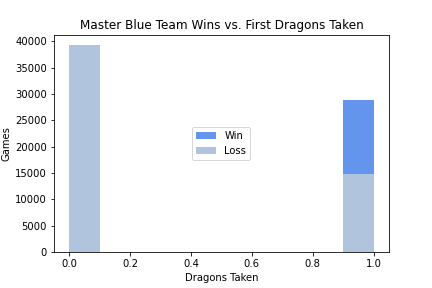 Master Blue Team Wins vs. First Dragons Taken
40000
35000
30000
25000
20000
15000
10000
5000
0
Games
Win
Loss
0.0 0.2 0.4 0.6 0.8 1.0
Dragons Taken